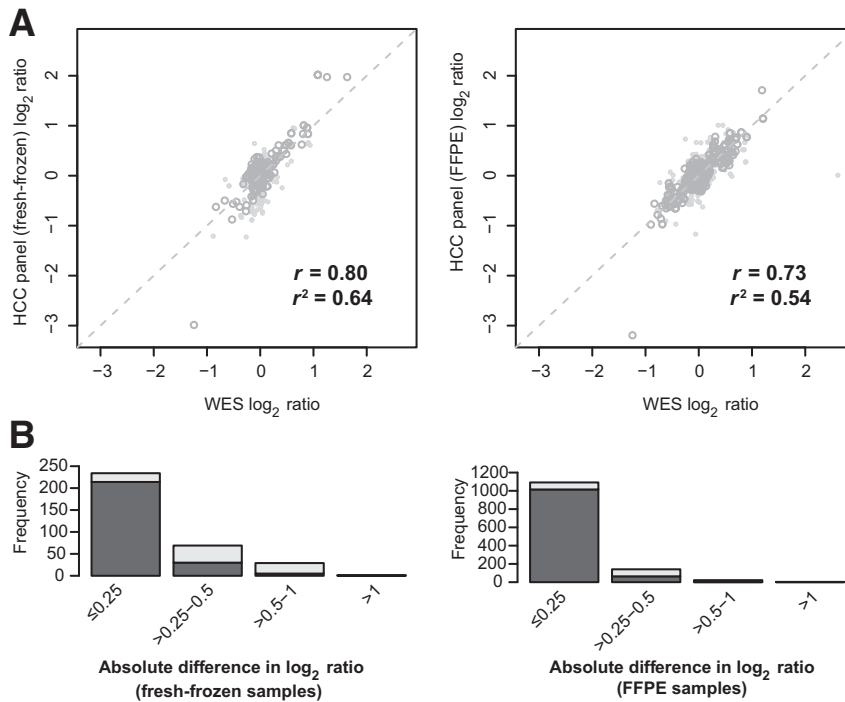 A
HCC panel (fresh-frozen) log2 ratio
2
1
0
−1
−2
−3
r = 0.80
r2 = 0.64
−3 −2 −1 0 1 2
WES log2 ratio
HCC panel (FFPE) log2 ratio
2
1
0
−1
−2
−3
r = 0.73
r2 = 0.54
−3 −2 −1 0 1 2
WES log2 ratio
B
Frequency
250
200
150
100
50
0
≤0.25 >0.25−0.5 >0.5−1 >1
Absolute difference in log2 ratio
(fresh-frozen samples)
Frequency
1200
1000
800
600
400
200
0
≤0.25 >0.25−0.5 >0.5−1 >1
Absolute difference in log2 ratio
(FFPE samples)